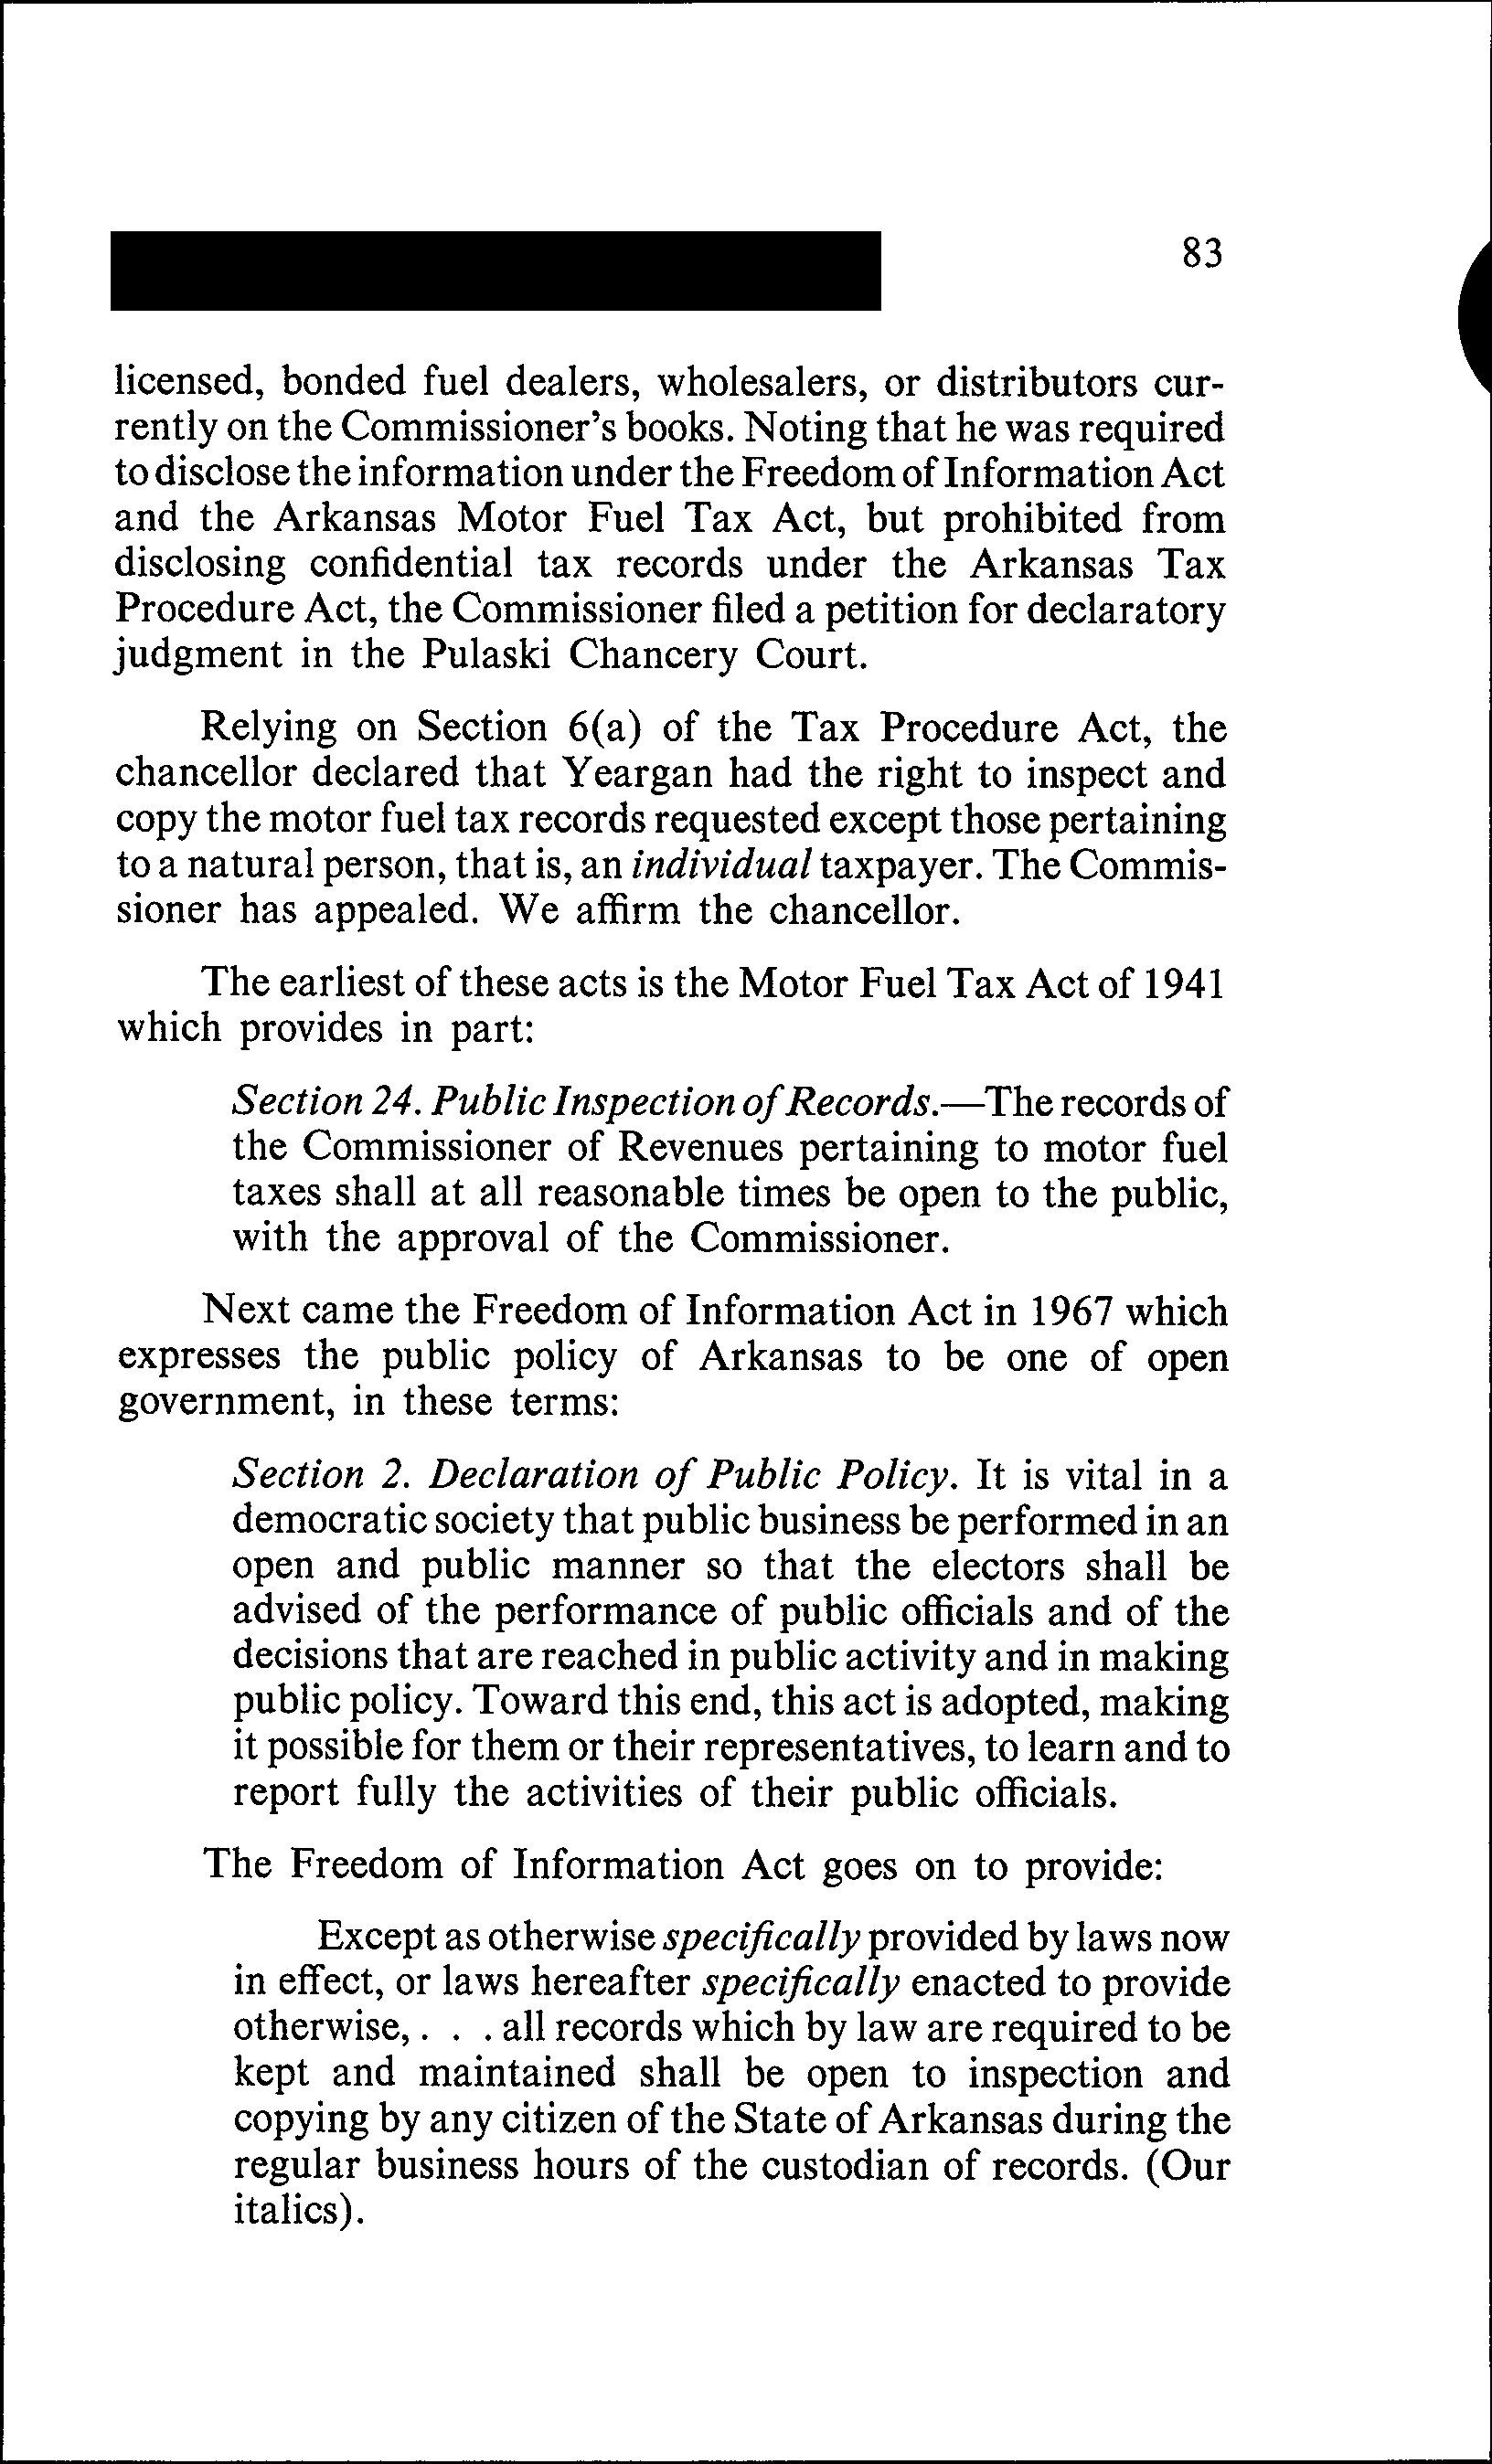 83
licensed, bonded fuel dealers, wholesalers, or distributors cur-
rently on the Commissioner's books. Noting that he was required
to disclose the information under the Freedom of Information Act
and the Arkansas Motor Fuel Tax Act, but prohibited from
disclosing confidential tax records under the Arkansas Tax
Procedure Act, the Commissioner filed a petition for declaratory
judgment in the Pulaski Chancery Court.
Relying on Section 6(a) of the Tax Procedure Act, the
chancellor declared that Yeargan had the right to inspect and
copy the motor fuel tax records requested except those pertaining
to a natural person, that is, an individual taxpayer. The Commis-
sioner has appealed. We affirm the chancellor.
The earliest of these acts is the Motor Fuel Tax Act of 1941
which provides in part:
Section 24. Public Inspection of Records.—The records of
the Commissioner of Revenues pertaining to motor fuel
taxes shall at all reasonable times be open to the public,
with the approval of the Commissioner.
Next came the Freedom of Information Act in 1967 which
expresses the public policy of Arkansas to be one of open
government, in these terms:
Section 2. Declaration of Public Policy. It is vital in a
democratic society that public business be performed in an
open and public manner so that the electors shall be
advised of the performance of public officials and of the
decisions that are reached in public activity and in making
public policy. Toward this end, this act is adopted, making
it possible for them or their representatives, to learn and to
report fully the activities of their public officials.
The Freedom of Information Act goes on to provide:
Except as otherwise specifically provided by laws now
in effect, or laws hereafter specifically enacted to provide
otherwise, . . . all records which by law are required to be
kept and maintained shall be open to inspection and
copying by any citizen of the State of Arkansas during the
regular business hours of the custodian of records. (Our
italics).